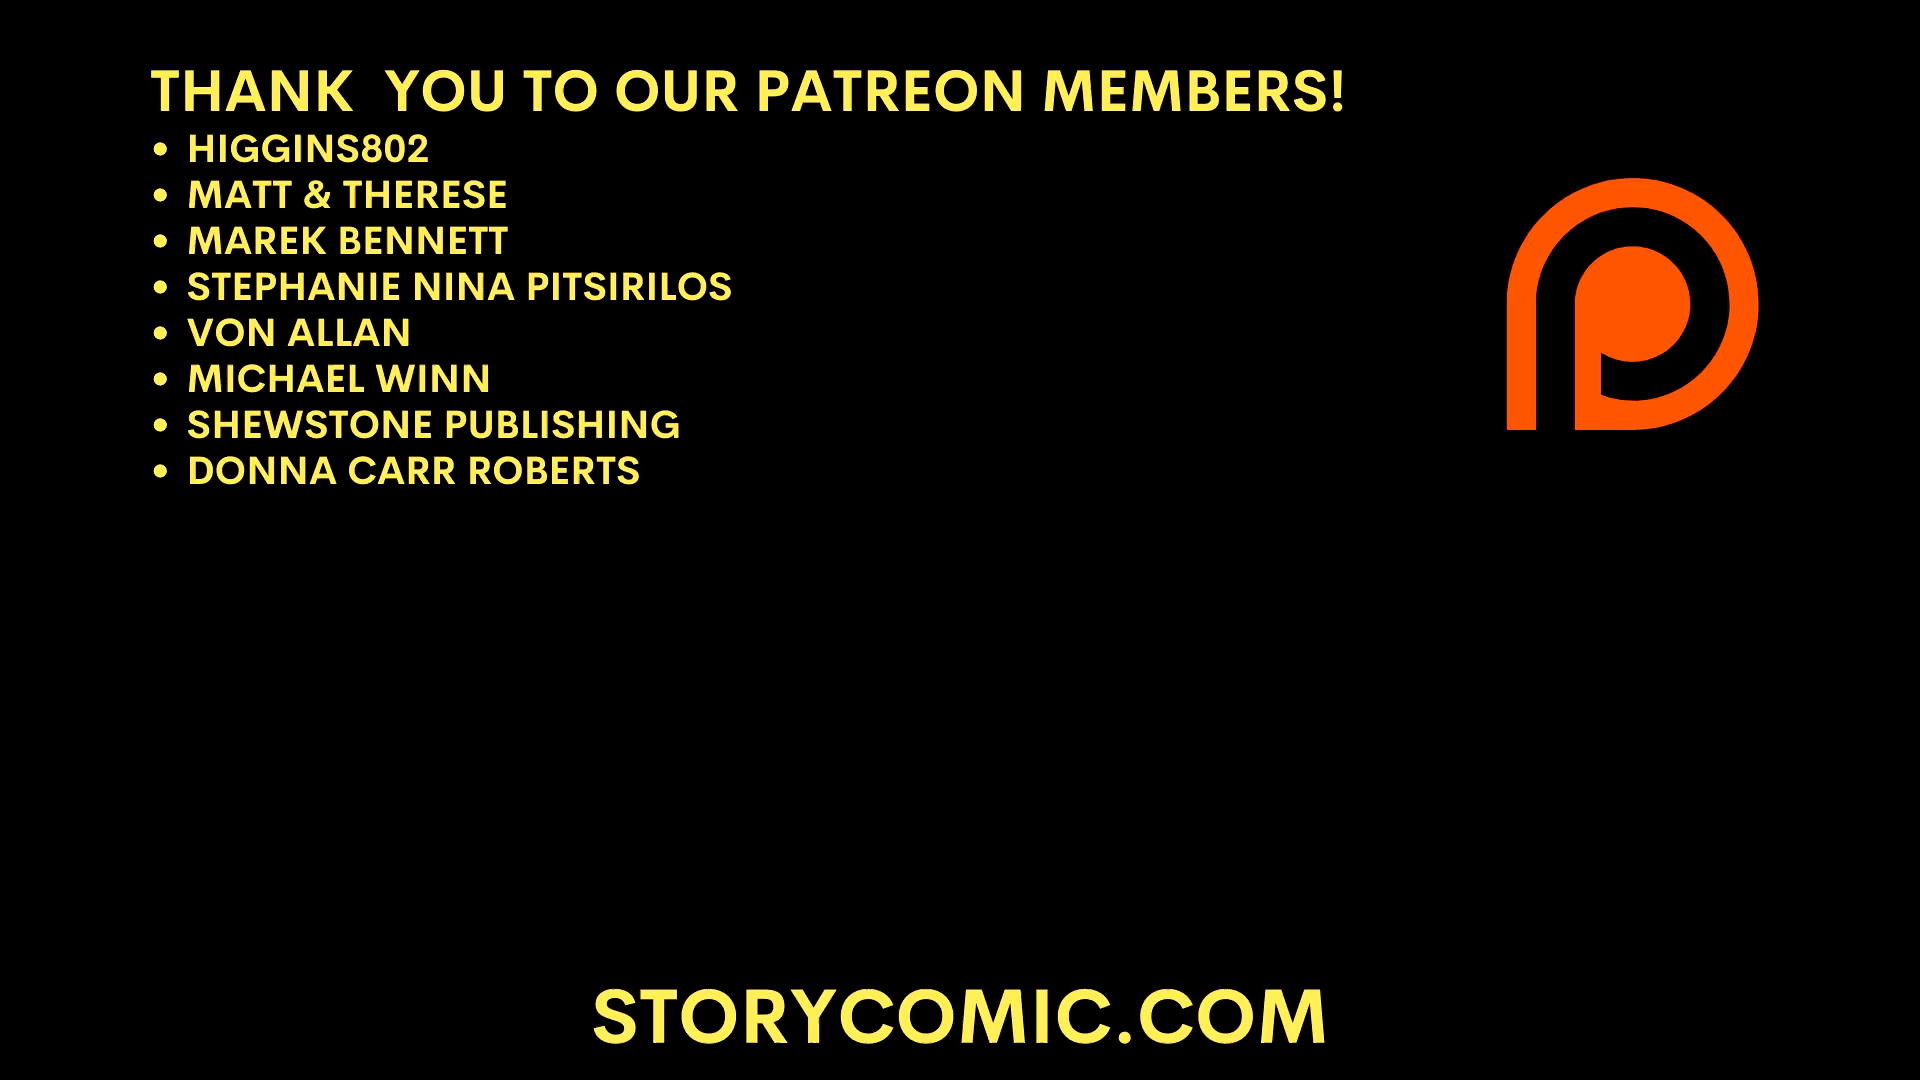 THANK  YOU TO OUR PATREON MEMBERS!
• HIGGINS802
• MATT & THERESE
• MAREK BENNETT
• STEPHANIE NINA PITSIRILOS
• VON ALLAN
• MICHAEL WINN
• SHEWSTONE PUBLISHING
• DONNA CARR ROBERTS
STORYCOMIC.COM